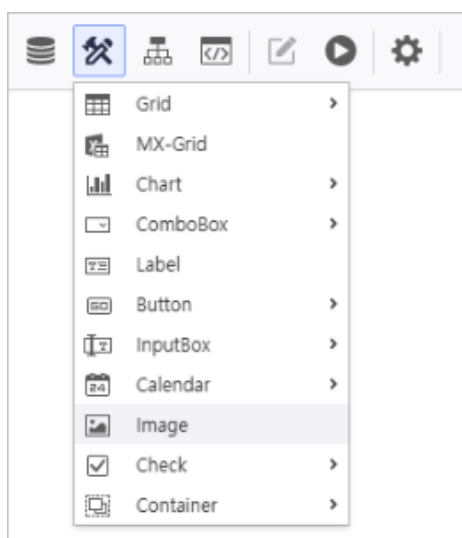 Grid
MX-Grid
Chart
ComboBox
Label
Button
InputBox
Calendar
Image
Check
Container